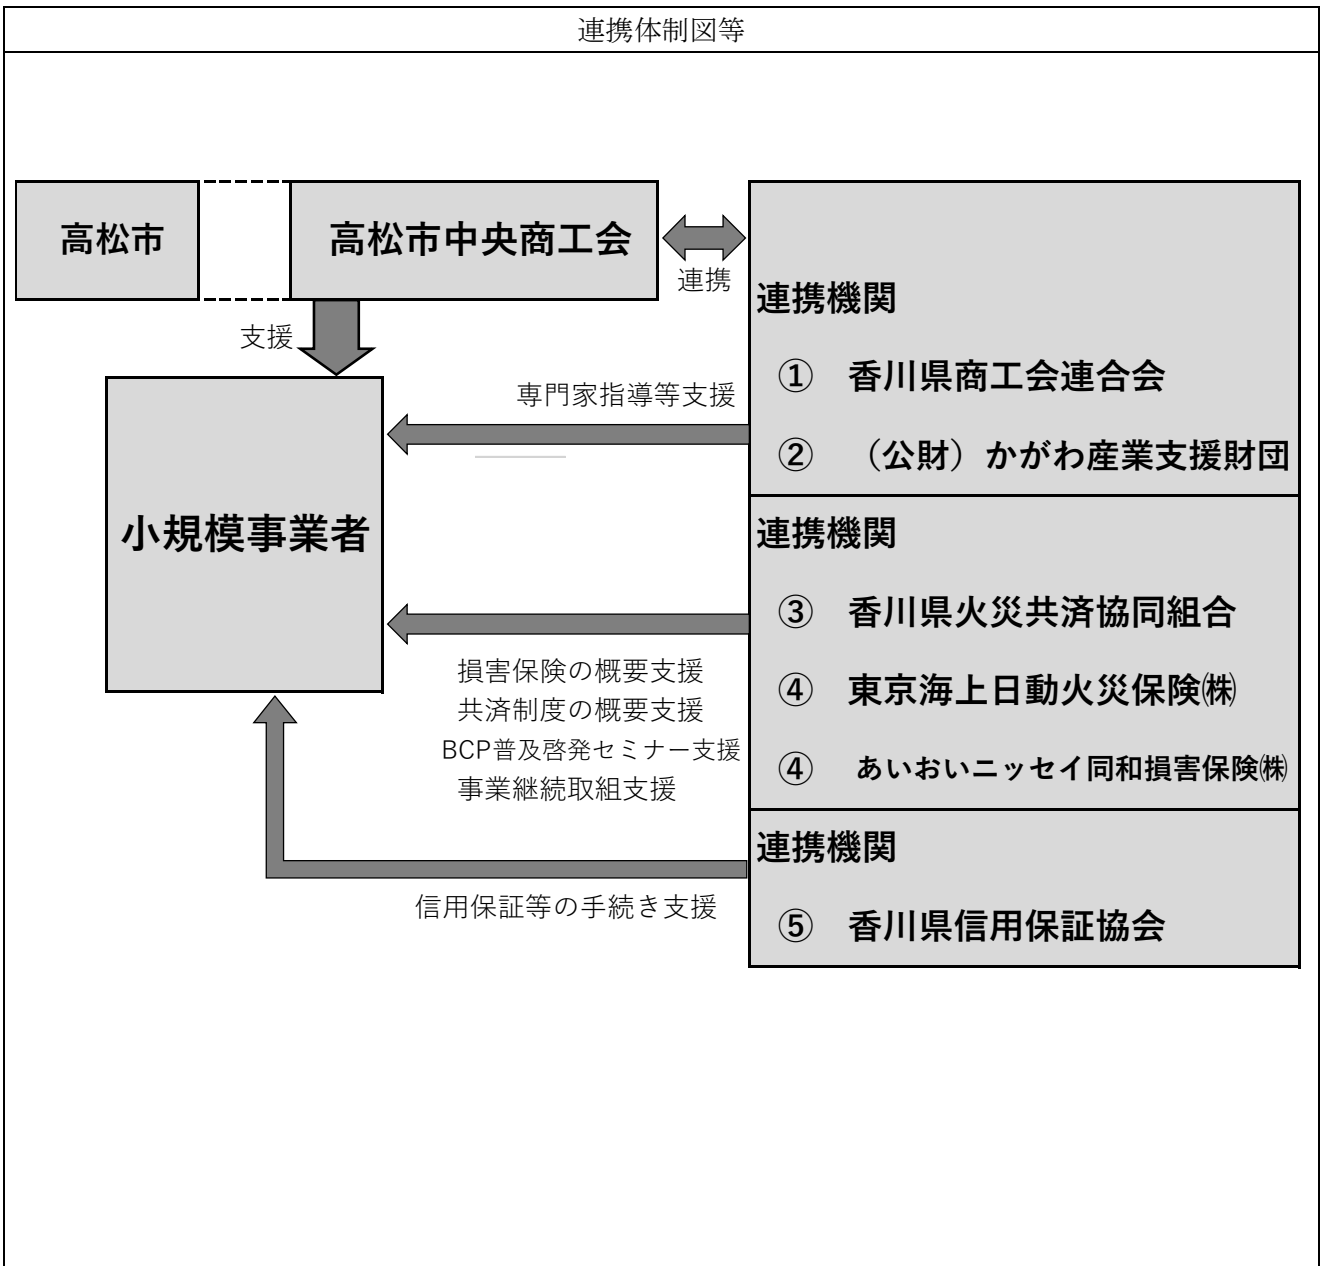 連携体制図等
高松市
高松市中央商工会
連携
支援
小規模事業者
専門家指導等支援
損害保険の概要支援
共済制度の概要支援
BCP普及啓発セミナー支援
事業継続取組支援
信用保証等の手続き支援
連携機関
① 香川県商工会連合会
② （公財）かがわ産業支援財団
連携機関
③ 香川県火災共済協同組合
④ 東京海上日動火災保険㈱
④ あいおいニッセイ同和損害保険㈱
連携機関
⑤ 香川県信用保証協会